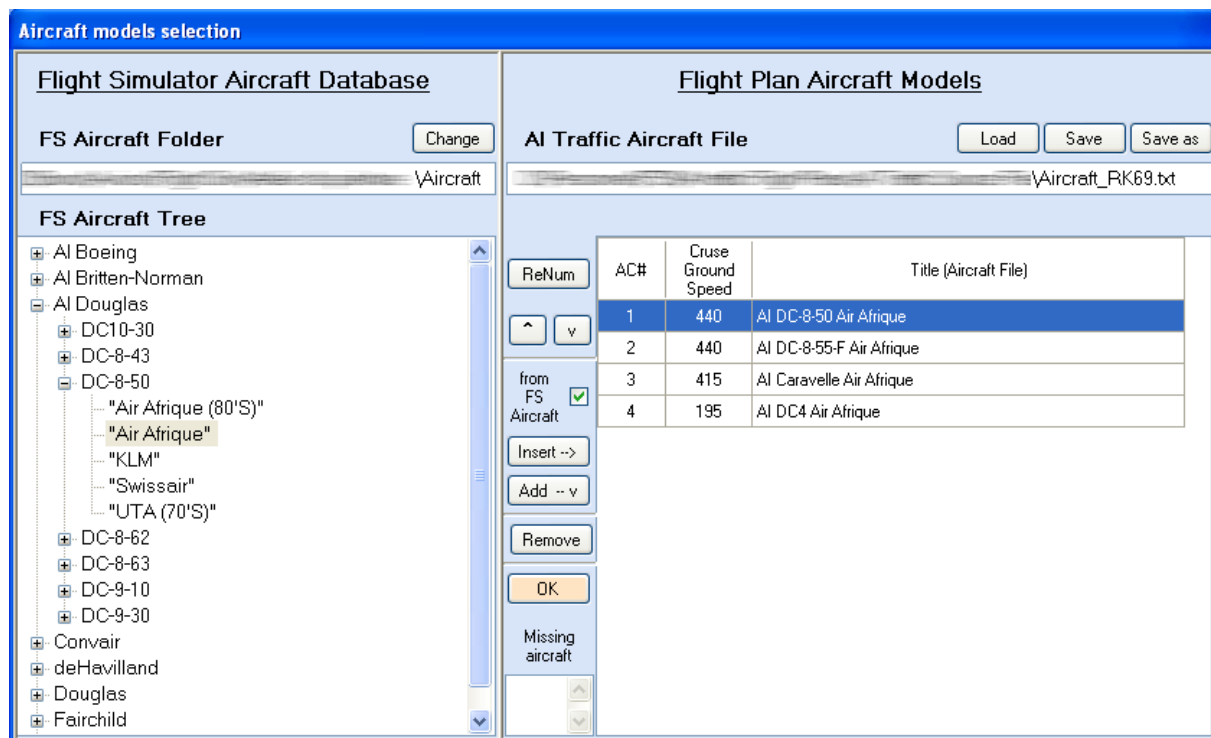 Aircraft models selection
Flight Simulator Aircraft Database
FS Aircraft Folder
Change
\Aircraft
FS Aircraft Tree
AI Boeing
AI Britten-Norman
AI Douglas
DC10-30
DC-8-43
DC-8-50
"Air Afrique (80'S)"
"Air Afrique"
"KLM"
"Swissair"
"UTA (70'S)"
DC-8-62
DC-8-63
DC-9-10
DC-9-30
Convair
deHavilland
Douglas
Fairchild
Flight Plan Aircraft Models
AI Traffic Aircraft File
Load Save Save as
\Aircraft_RK69.txt
ReNum
^ v
from
FS
Aircraft
Insert -->
Add -- v
Remove
OK
Missing
aircraft
AC# Cruse Ground Speed Title (Aircraft File)
1 440 AI DC-8-50 Air Afrique
2 440 AI DC-8-55-F Air Afrique
3 415 AI Caravelle Air Afrique
4 195 AI DC4 Air Afrique